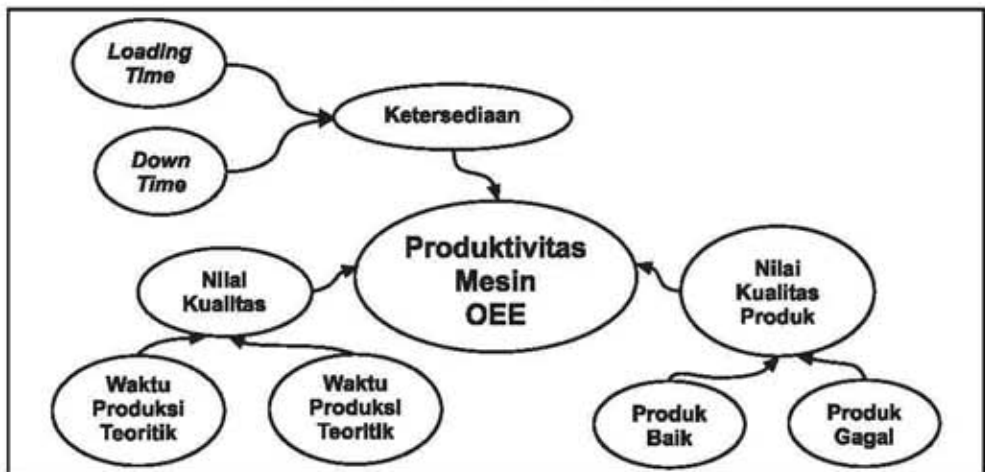 Loading
Time
Ketersediaan
Down
Time
Produktivitas
Mesin
OEE
Nilai
Kualitas
Nilai
Kualitas
Produk
Waktu
Produksi
Teoritik
Waktu
Produksi
Teoritik
Produk
Baik
Produk
Gagal